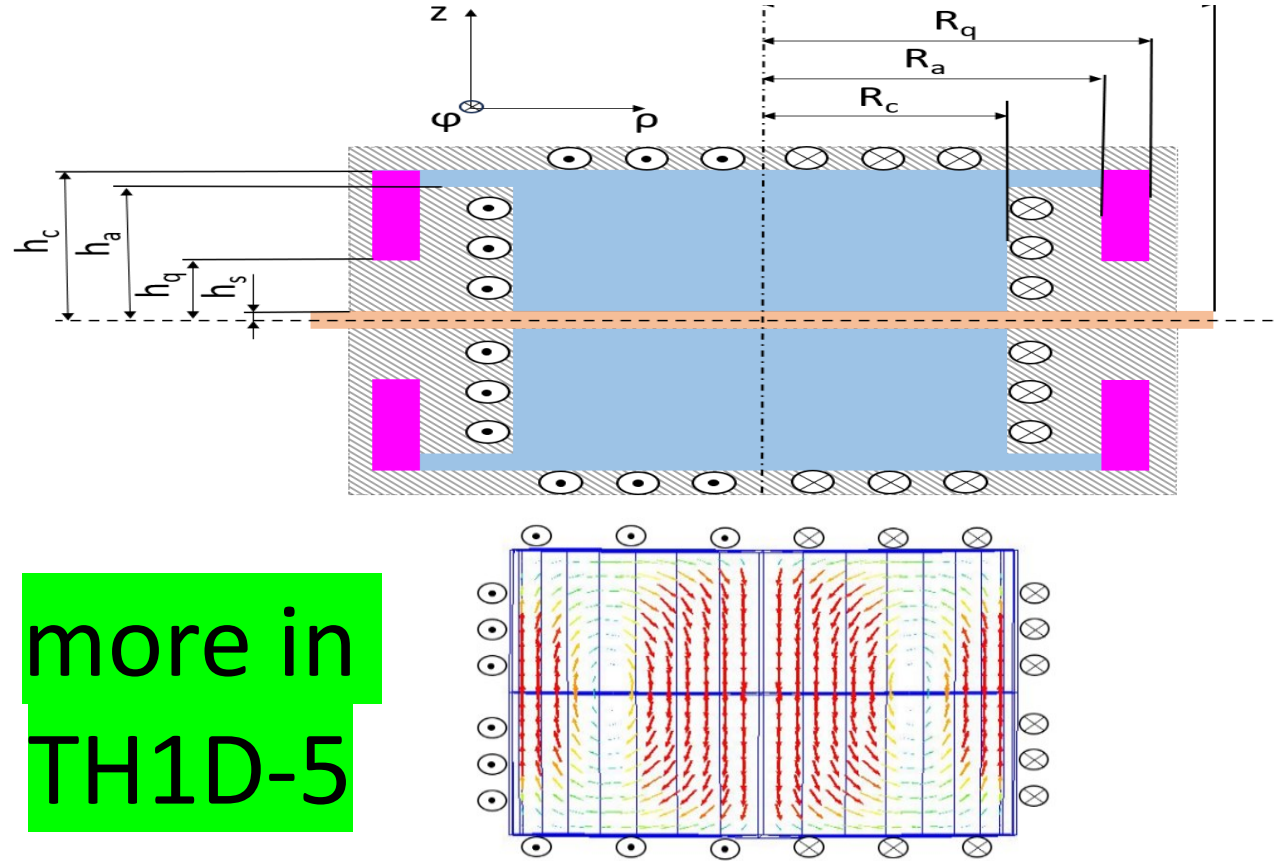 z
R_q
R_a
R_c
φ
ρ
h_c
h_a
h_q
h_s
more in
TH1D-5